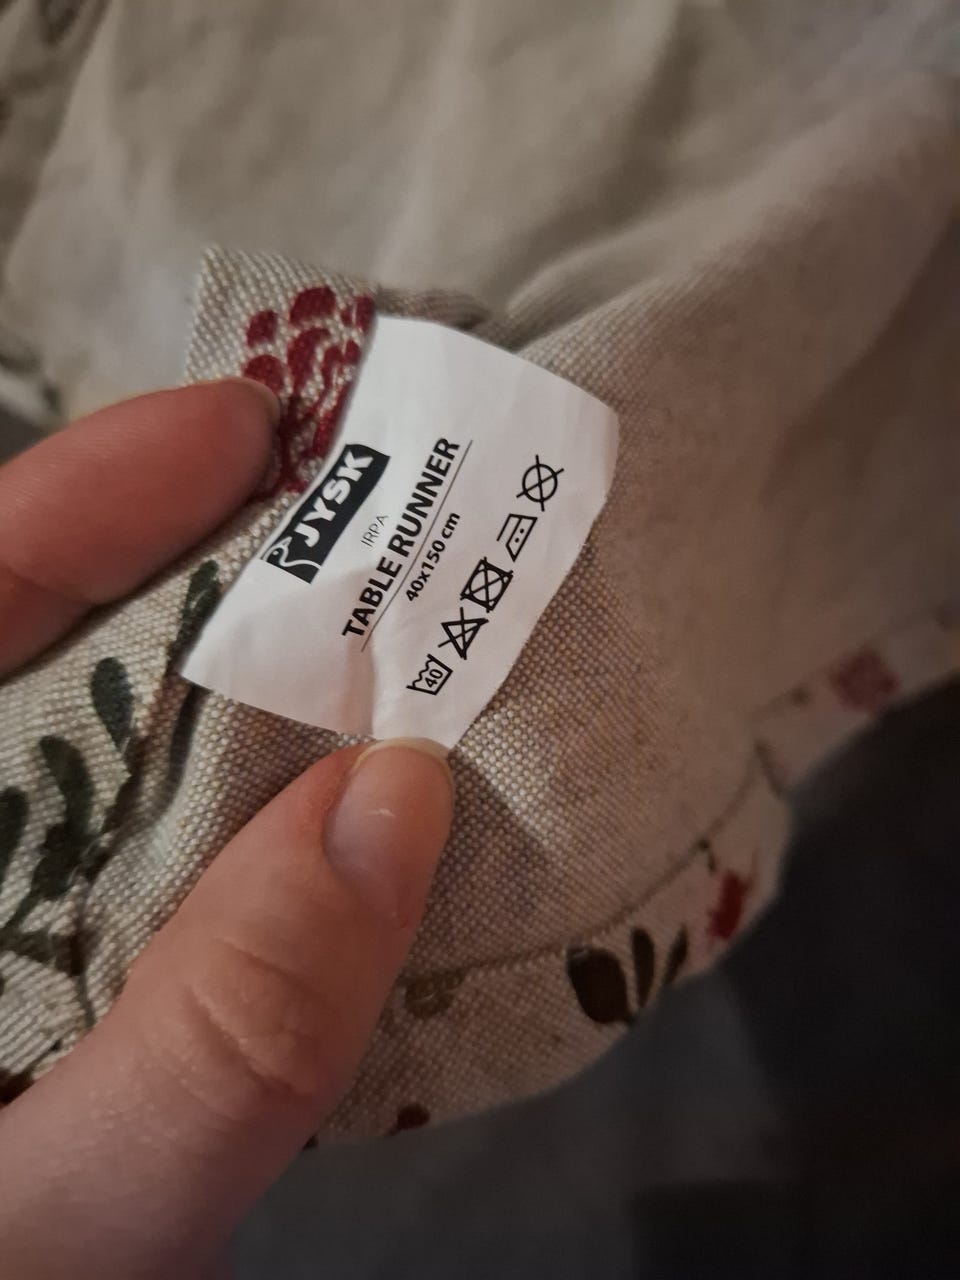 JYSK
IRPA
TABLE RUNNER
40x150 cm
40